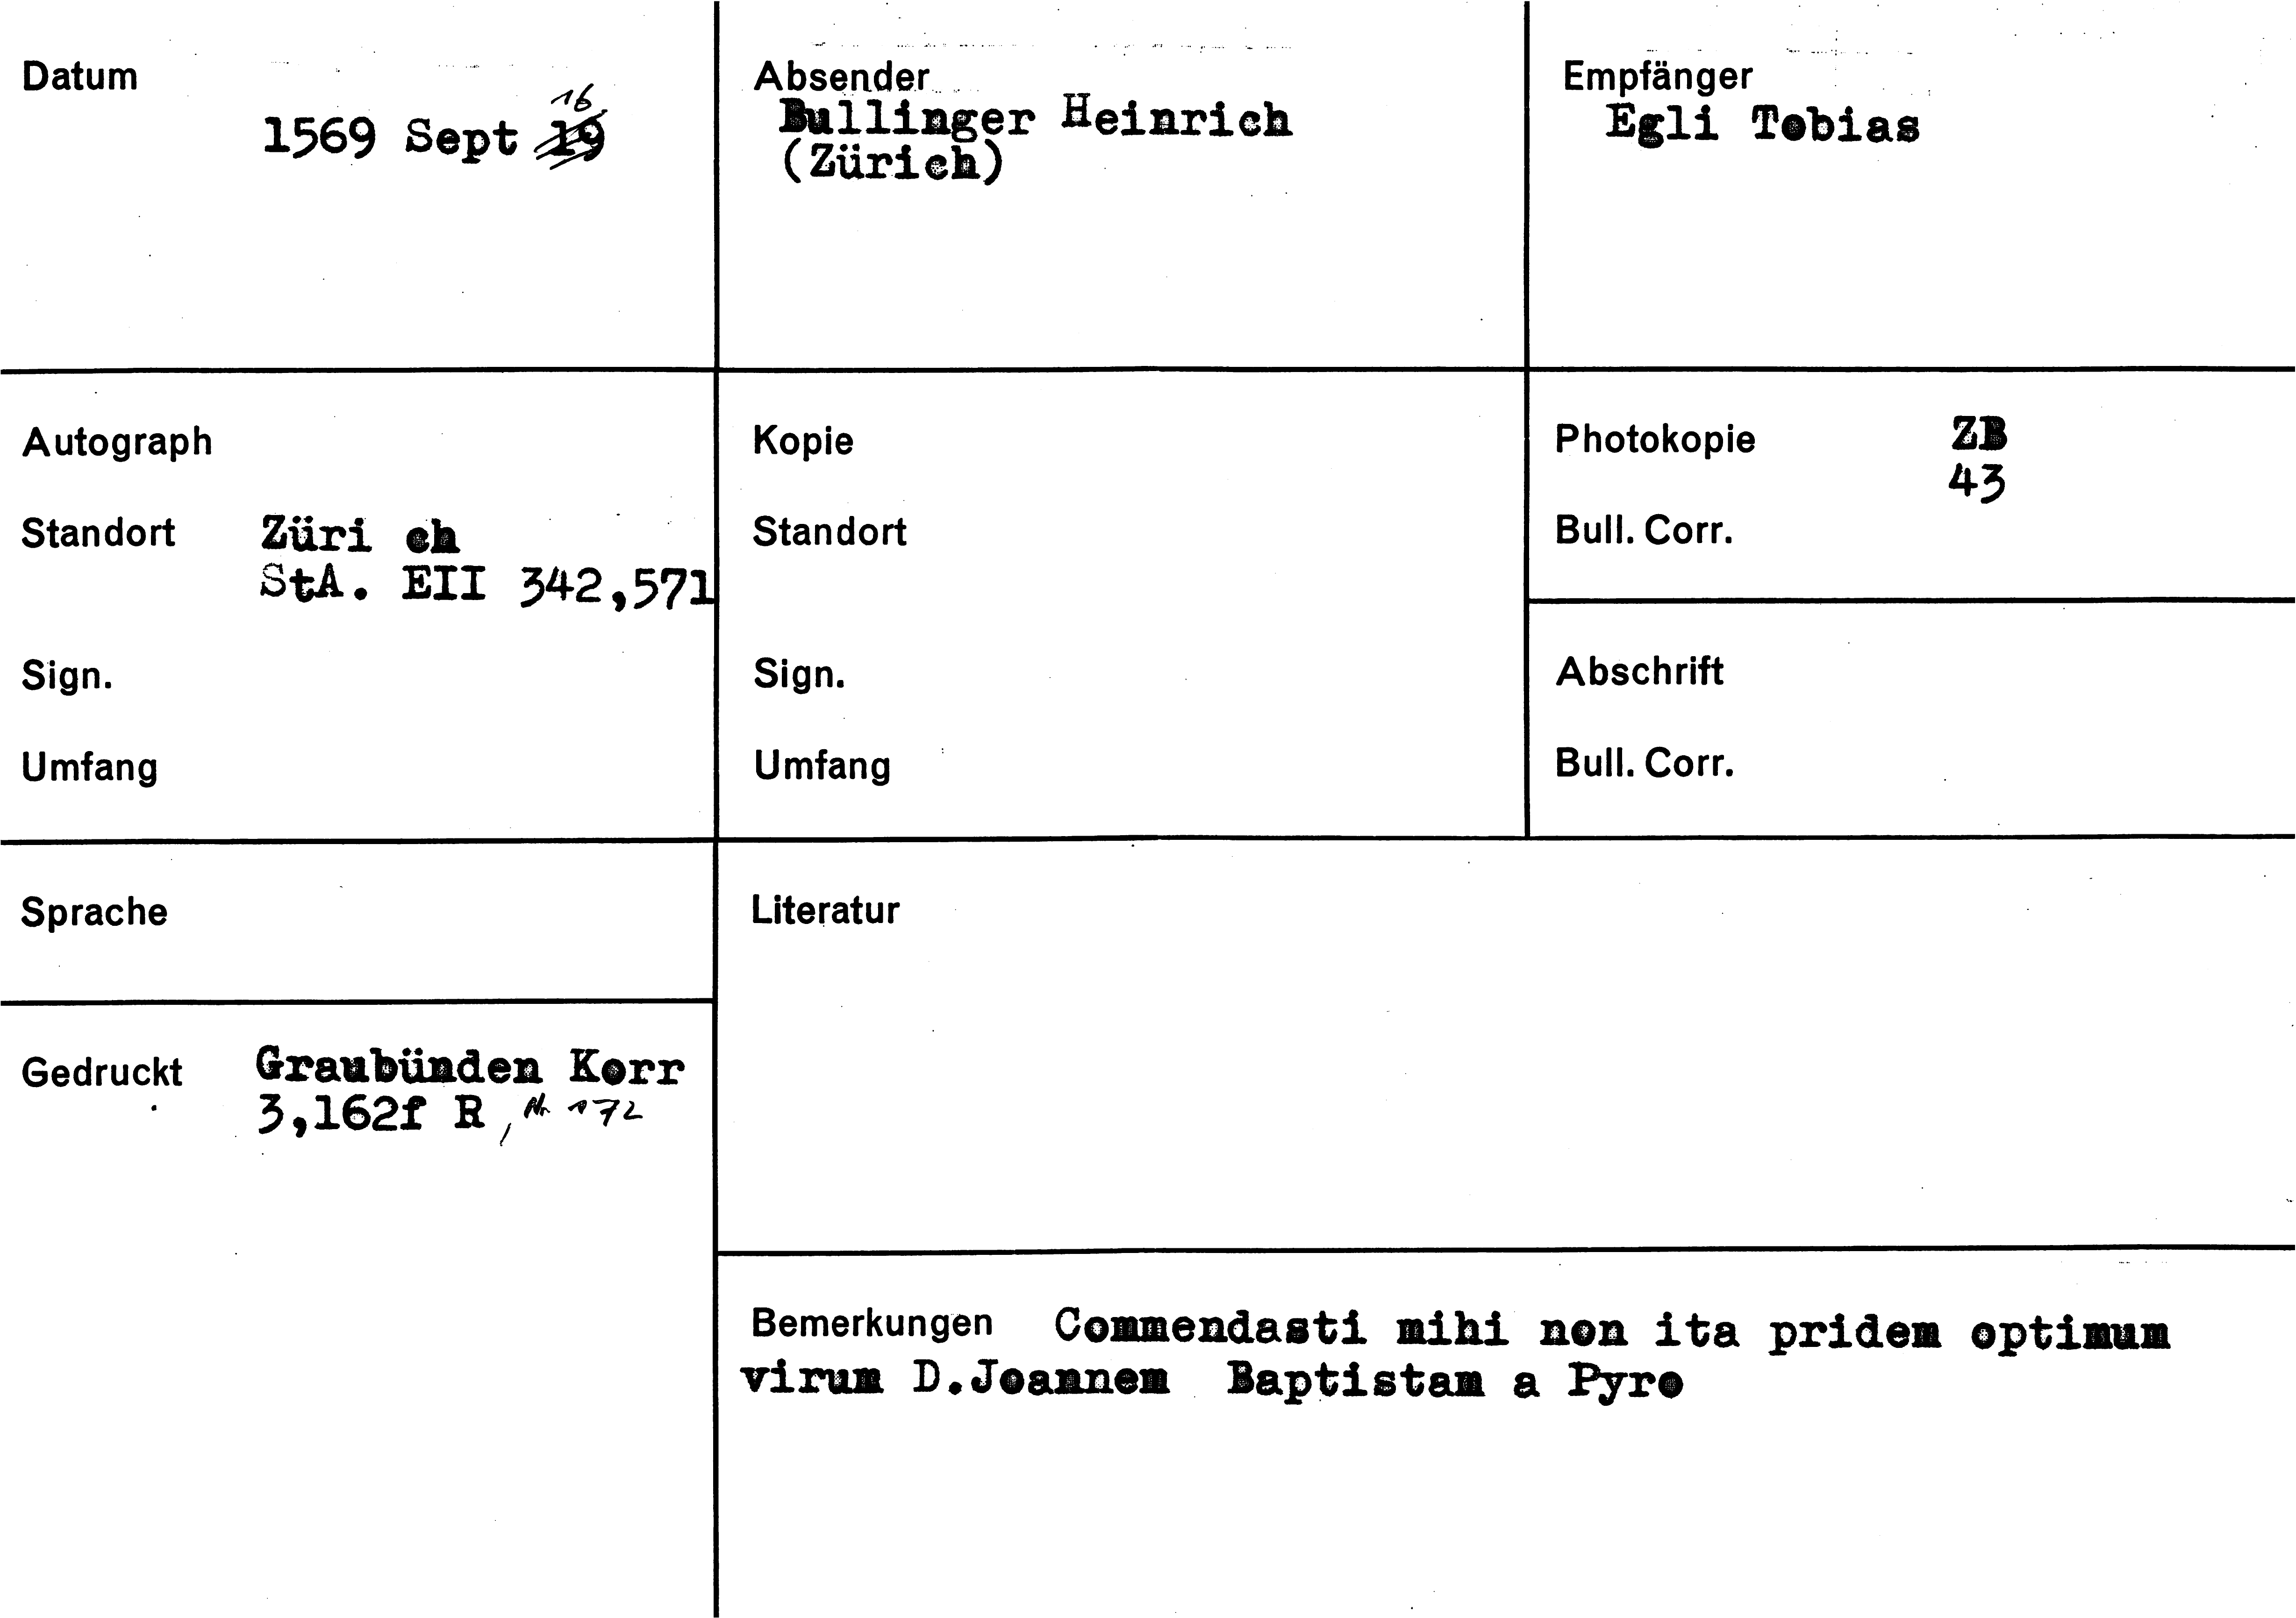 Datum
1569 Sept 19
16
Absender
Bullinger Heinrich
(Zürich)
Empfänger
Egli Tobias
Autograph
Standort Züri ch
StA. EII 342,571
Sign.
Umfang
Kopie
Standort
Sign.
Umfang
Photokopie ZB
43
Bull. Corr.
Abschrift
Bull. Corr.
Sprache
Gedruckt Graubünden Korr
3,162f R, Nr 172
Literatur
Bemerkungen Commendasti mihi non ita pridem optimum
virum D.Joannem Baptistam a Pyro